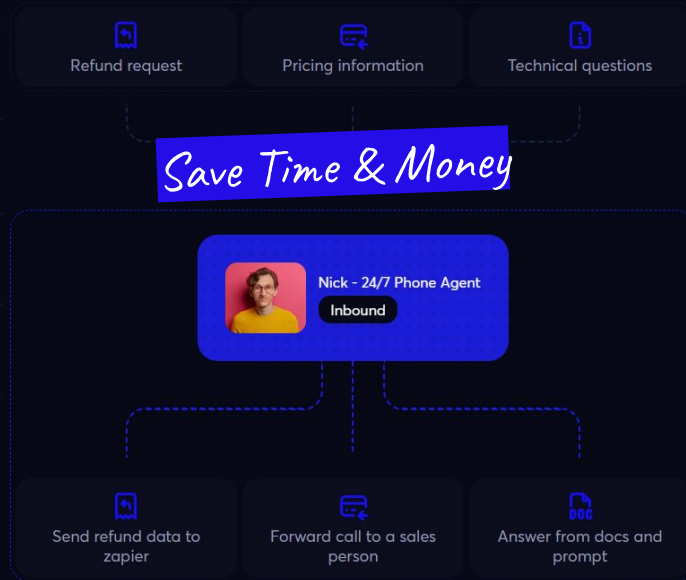 Refund request
Pricing information
Technical questions
Save Time & Money
Nick - 24/7 Phone Agent
Inbound
Send refund data to
zapier
Forward call to a sales
person
DOC
Answer from docs and
prompt